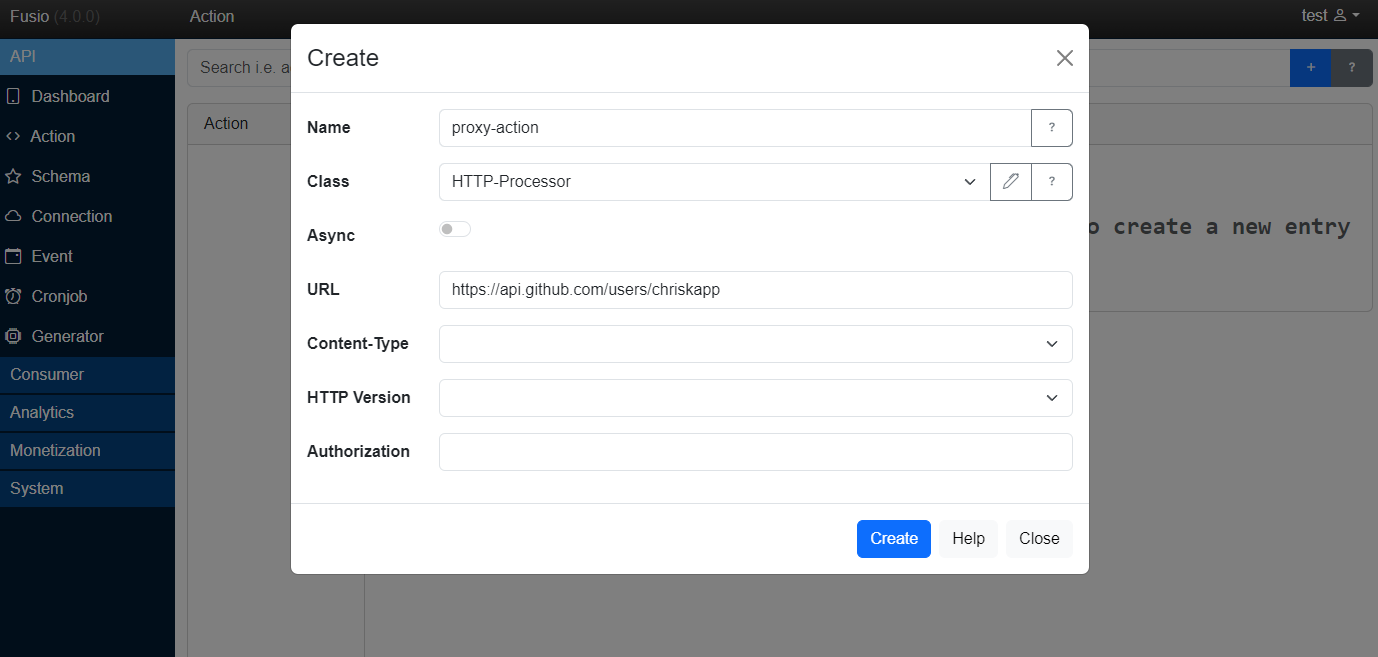 Fusio (4.0.0) Action test
API
Dashboard
Action
Schema
Connection
Event
Cronjob
Generator
Consumer
Analytics
Monetization
System
Search i.e. a + ?
Action
o create a new entry
Create
Name proxy-action ?
Class HTTP-Processor ?
Async
URL https://api.github.com/users/chriskapp
Content-Type
HTTP Version
Authorization
Create Help Close